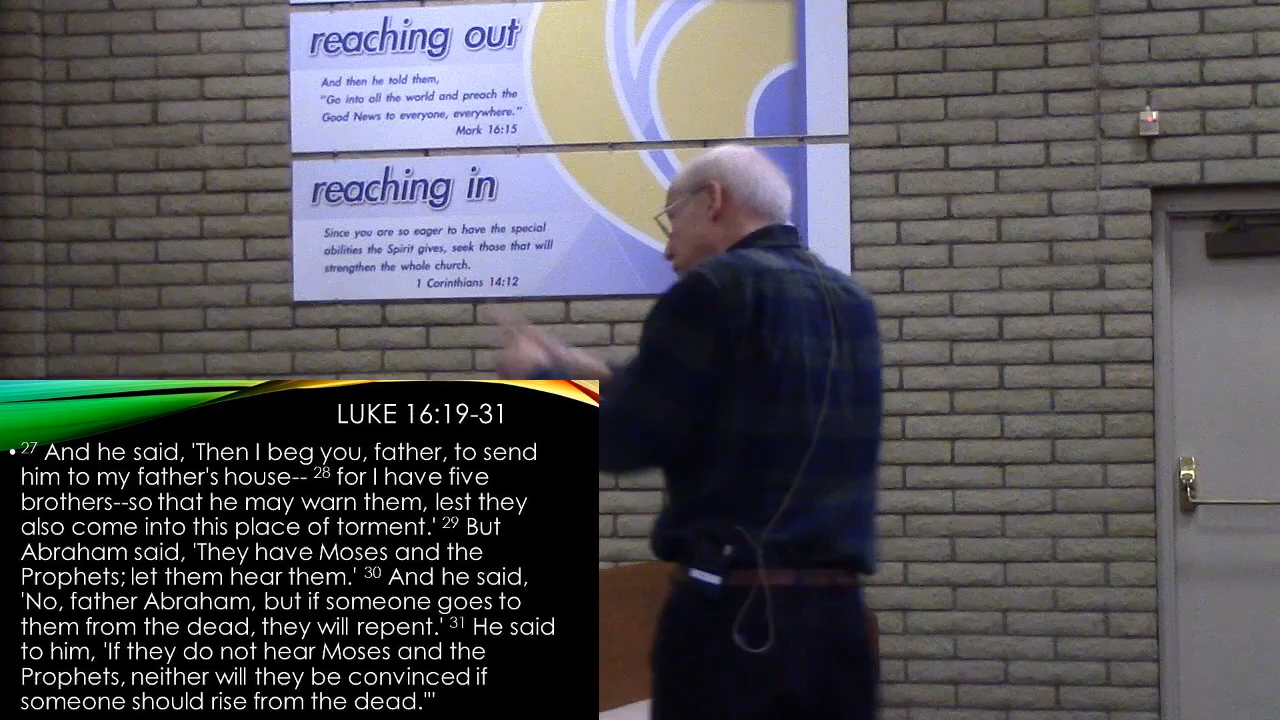 reaching out
And then he told them,
"Go into all the world and preach the
Good News to everyone, everywhere."
Mark 16:15
reaching in
Since you are so eager to have the special
abilities the Spirit gives, seek those that will
strengthen the whole church.
1 Corinthians 14:12
LUKE 16:19-31
• 27 And he said, 'Then I beg you, father, to send
him to my father's house-- 28 for I have five
brothers--so that he may warn them, lest they
also come into this place of torment.' 29 But
Abraham said, 'They have Moses and the
Prophets; let them hear them.' 30 And he said,
'No, father Abraham, but if someone goes to
them from the dead, they will repent.' 31 He said
to him, 'If they do not hear Moses and the
Prophets, neither will they be convinced if
someone should rise from the dead.'"